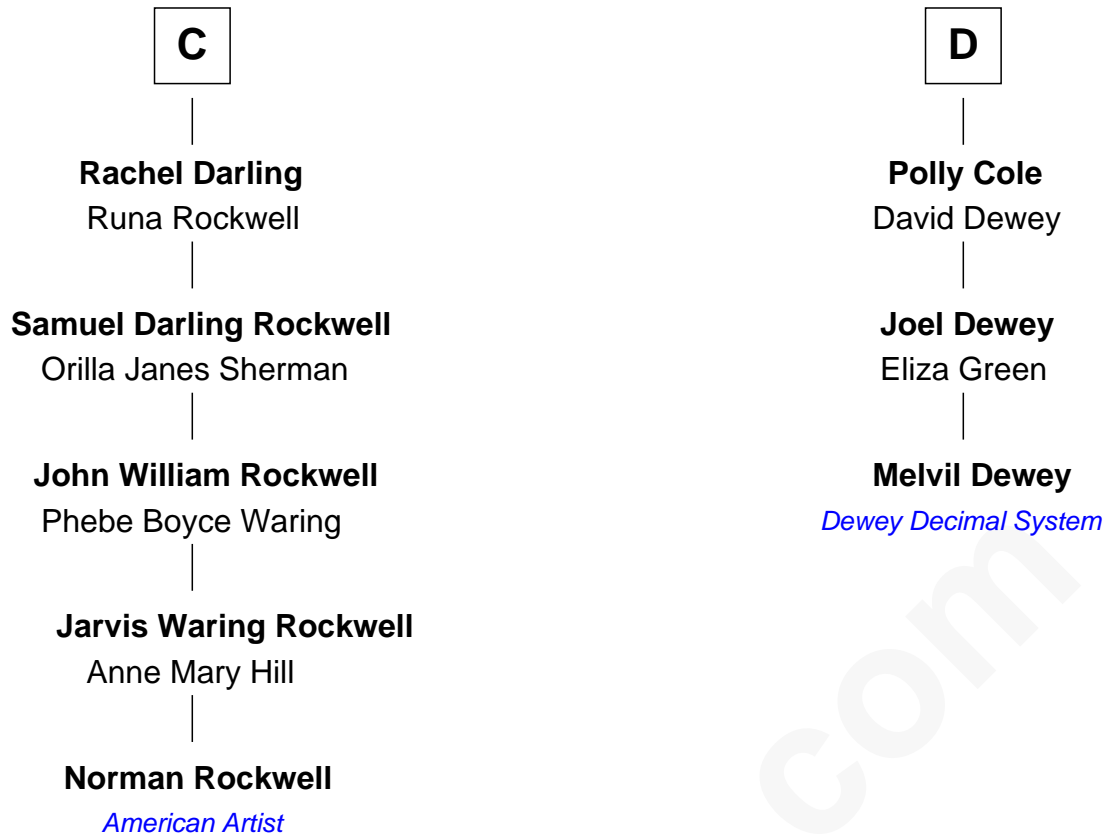 C
Rachel Darling
Runa Rockwell
Samuel Darling Rockwell
Orilla Janes Sherman
John William Rockwell
Phebe Boyce Waring
Jarvis Waring Rockwell
Anne Mary Hill
Norman Rockwell
American Artist
D
Polly Cole
David Dewey
Joel Dewey
Eliza Green
Melvil Dewey
Dewey Decimal System
com